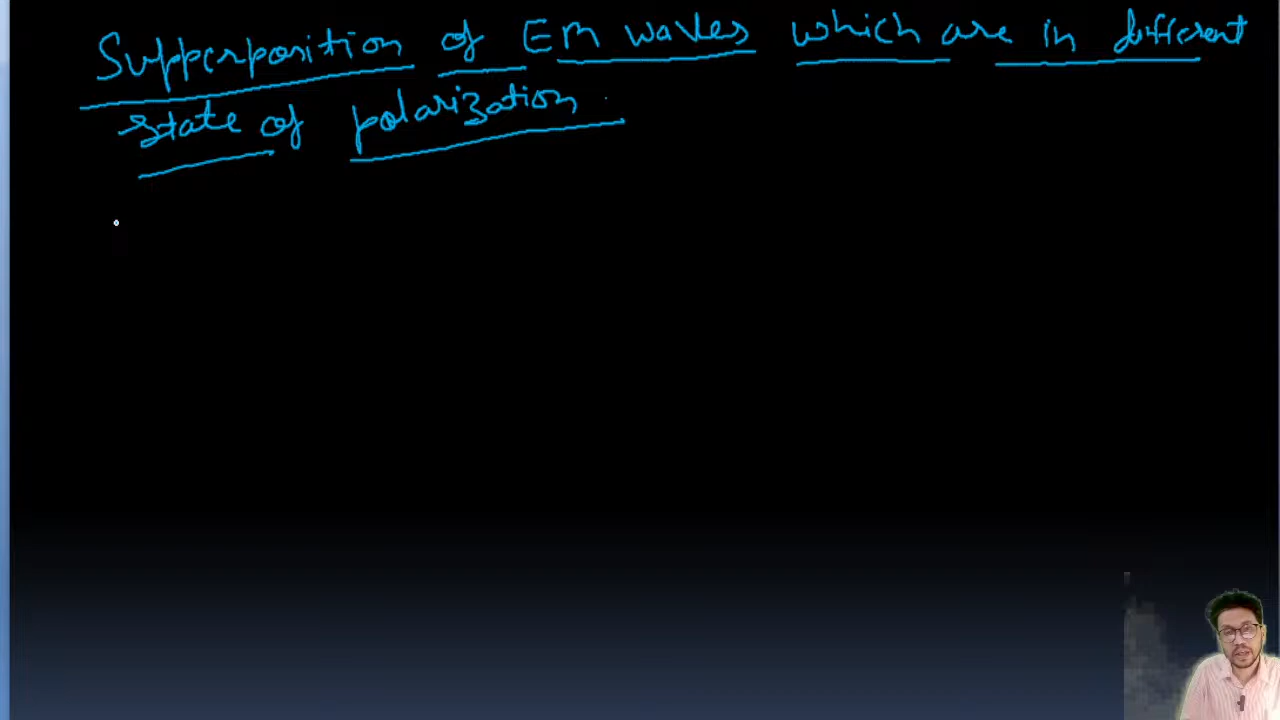 Supperposition of EM waves which are in different
state of polarization.